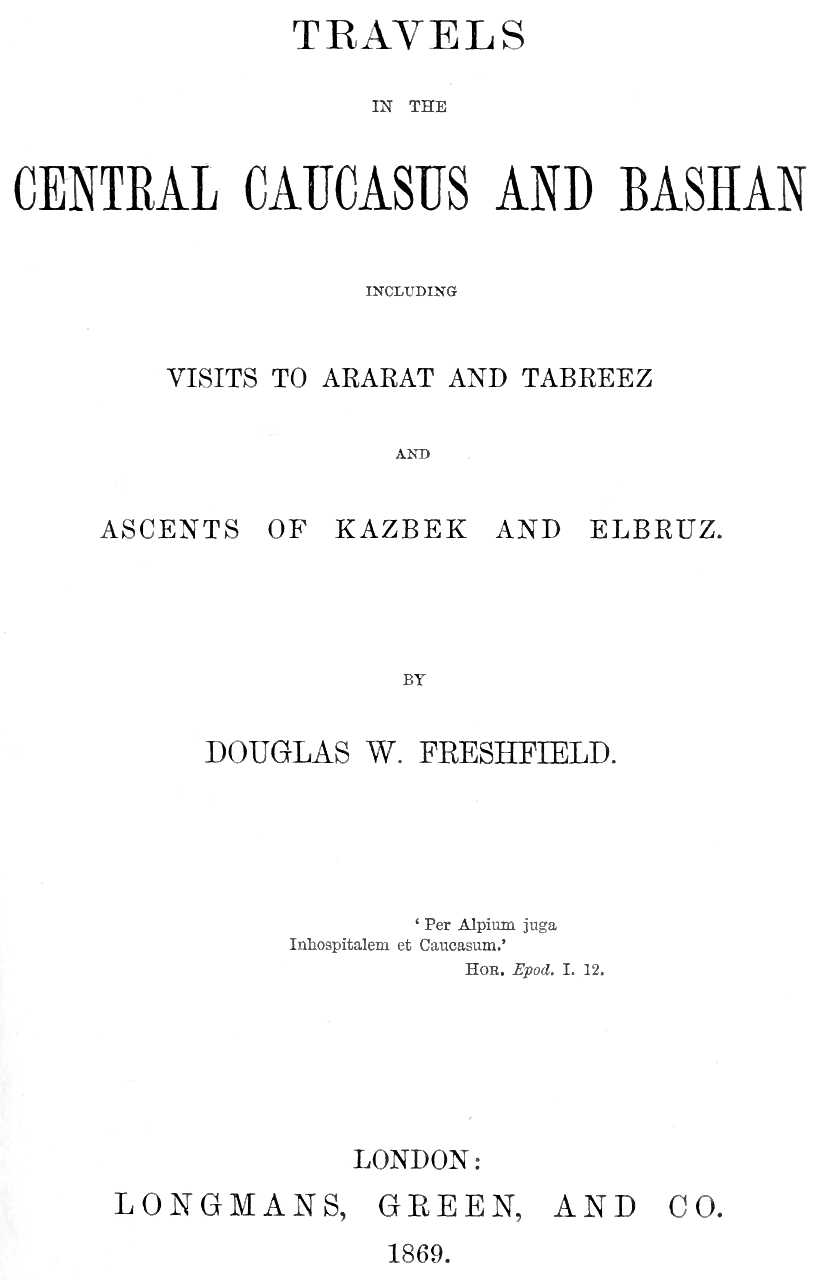 TRAVELS
IN THE
CENTRAL CAUCASUS AND BASHAN
INCLUDING
VISITS TO ARARAT AND TABREEZ
AND
ASCENTS OF KAZBEK AND ELBRUZ.
BY
DOUGLAS W. FRESHFIELD.
‘Per Alpium juga
Inhospitalem et Caucasum.’
HOR. Epod. I. 12.
LONDON:
LONGMANS, GREEN, AND CO.
1869.